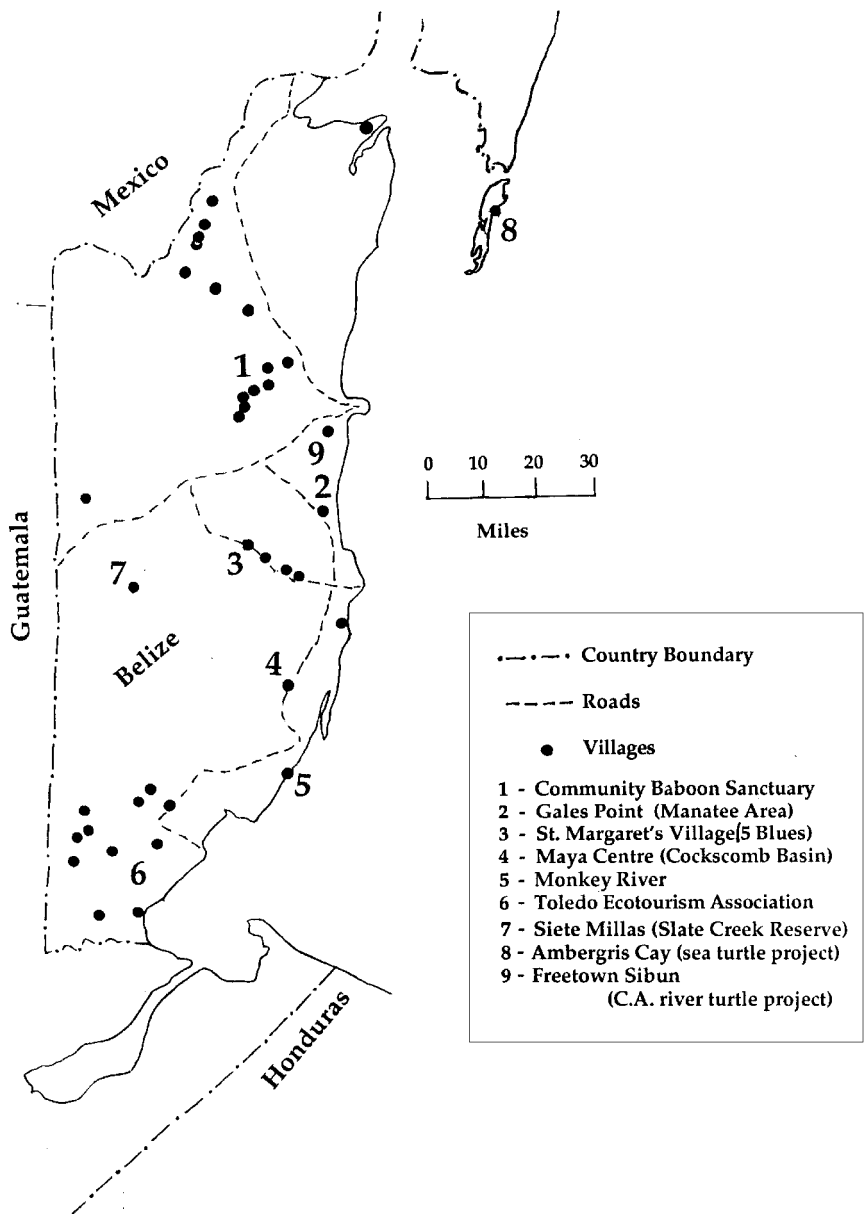 Mexico
8
1
9
2
0 10 20 30
Miles
3
7
Guatemala
Belize
4
5
6
Honduras
Country Boundary
Roads
Villages
1 - Community Baboon Sanctuary
2 - Gales Point (Manatee Area)
3 - St. Margaret's Village(5 Blues)
4 - Maya Centre (Cockscomb Basin)
5 - Monkey River
6 - Toledo Ecotourism Association
7 - Siete Millas (Slate Creek Reserve)
8 - Ambergris Cay (sea turtle project)
9 - Freetown Sibun
(C.A. river turtle project)